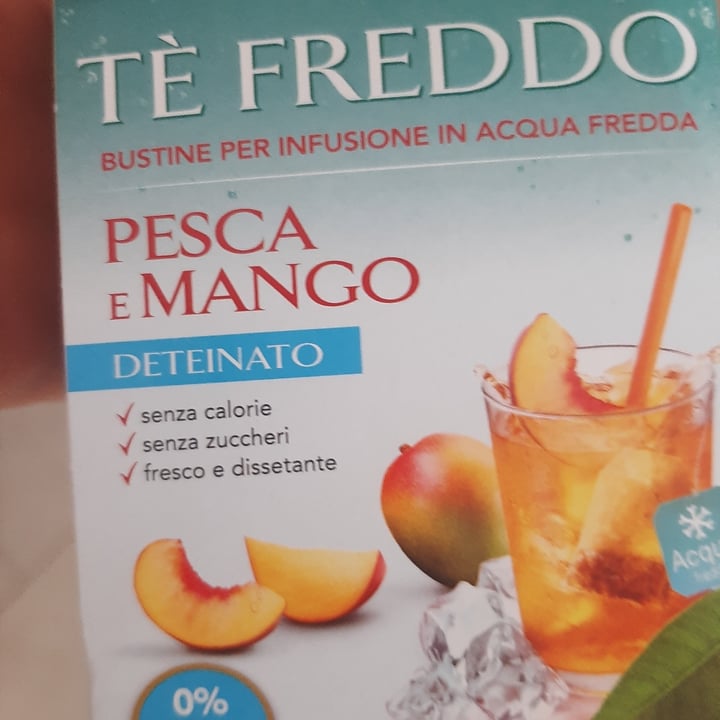 TÈ FREDDO
BUSTINE PER INFUSIONE IN ACQUA FREDDA
PESCA
E MANGO
DETEINATO
✓ senza calorie
✓ senza zuccheri
✓ fresco e dissetante
0%